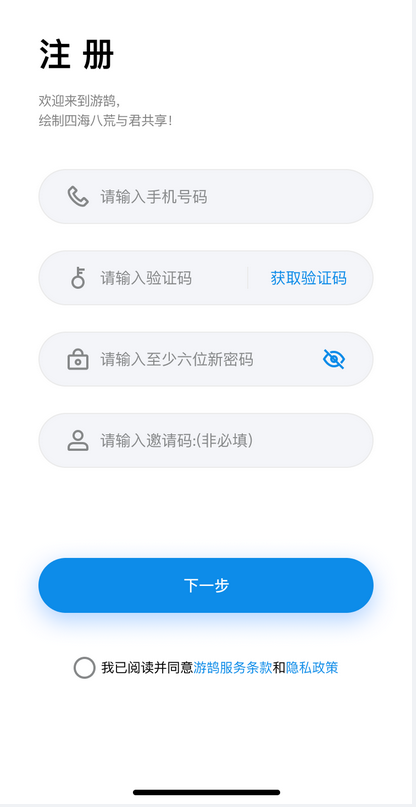 注 册
欢迎来到游鹄，
绘制四海八荒与君共享！
请输入手机号码
请输入验证码 获取验证码
请输入至少六位新密码
请输入邀请码:(非必填)
下一步
我已阅读并同意游鹄服务条款和隐私政策